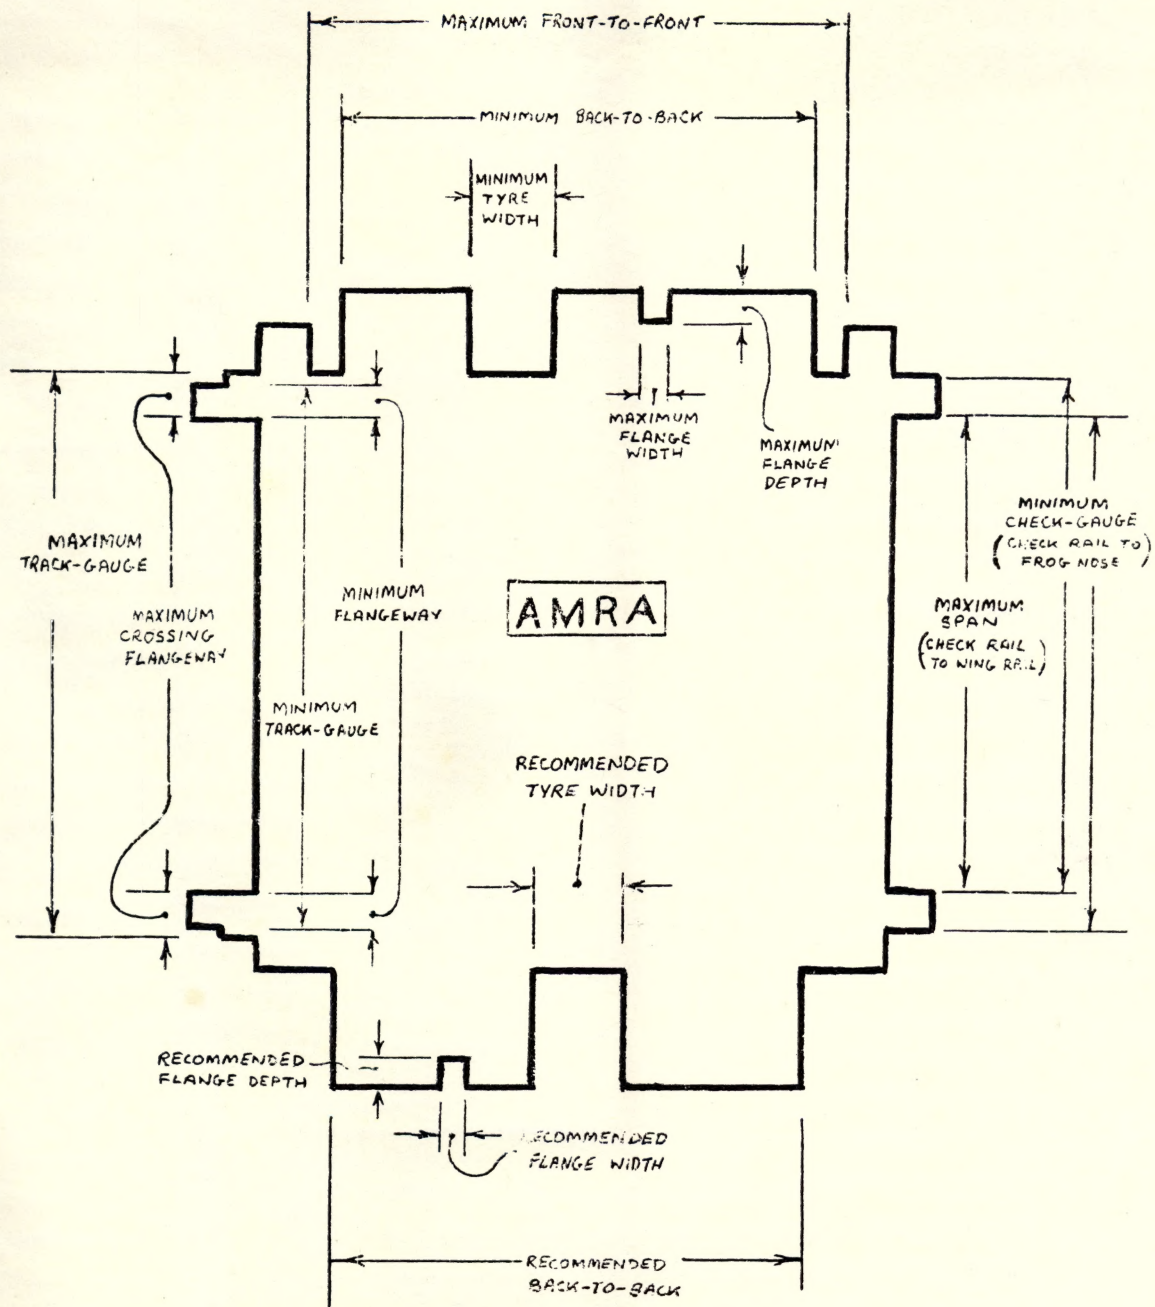 MAXIMUM FRONT-TO-FRONT
MINIMUM BACK-TO-BACK
MINIMUM
TYRE
WIDTH
MAXIMUM
FLANGE
WIDTH
MAXIMUM
FLANGE
DEPTH
MAXIMUM
TRACK-GAUGE
MAXIMUM
CROSSING
FLANGEWAY
MINIMUM
FLANGEWAY
MINIMUM
TRACK-GAUGE
AMRA
MINIMUM
CHECK-GAUGE
(CHECK RAIL TO
FROG NOSE)
MAXIMUM
SPAN
(CHECK RAIL
TO WING RAIL)
RECOMMENDED
TYRE WIDTH
RECOMMENDED
FLANGE DEPTH
RECOMMENDED
FLANGE WIDTH
RECOMMENDED
BACK-TO-BACK